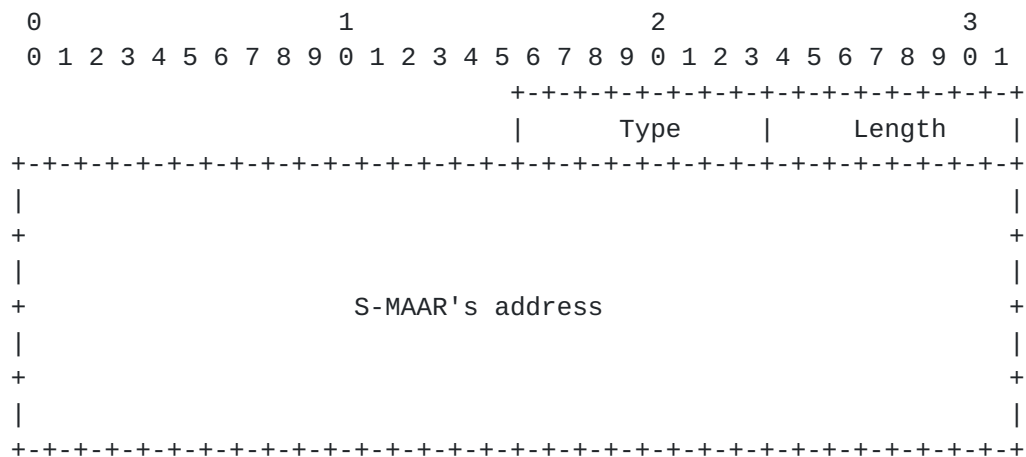 0                   1                   2                   3
 0 1 2 3 4 5 6 7 8 9 0 1 2 3 4 5 6 7 8 9 0 1 2 3 4 5 6 7 8 9 0 1
                                +-+-+-+-+-+-+-+-+-+-+-+-+-+-+-+-+
                                |      Type     |     Length    |
+-+-+-+-+-+-+-+-+-+-+-+-+-+-+-+-+-+-+-+-+-+-+-+-+-+-+-+-+-+-+-+-+
|                                                               |
+                                                               +
|                                                               |
+                     S-MAAR's address                          +
|                                                               |
+                                                               +
|                                                               |
+-+-+-+-+-+-+-+-+-+-+-+-+-+-+-+-+-+-+-+-+-+-+-+-+-+-+-+-+-+-+-+-+